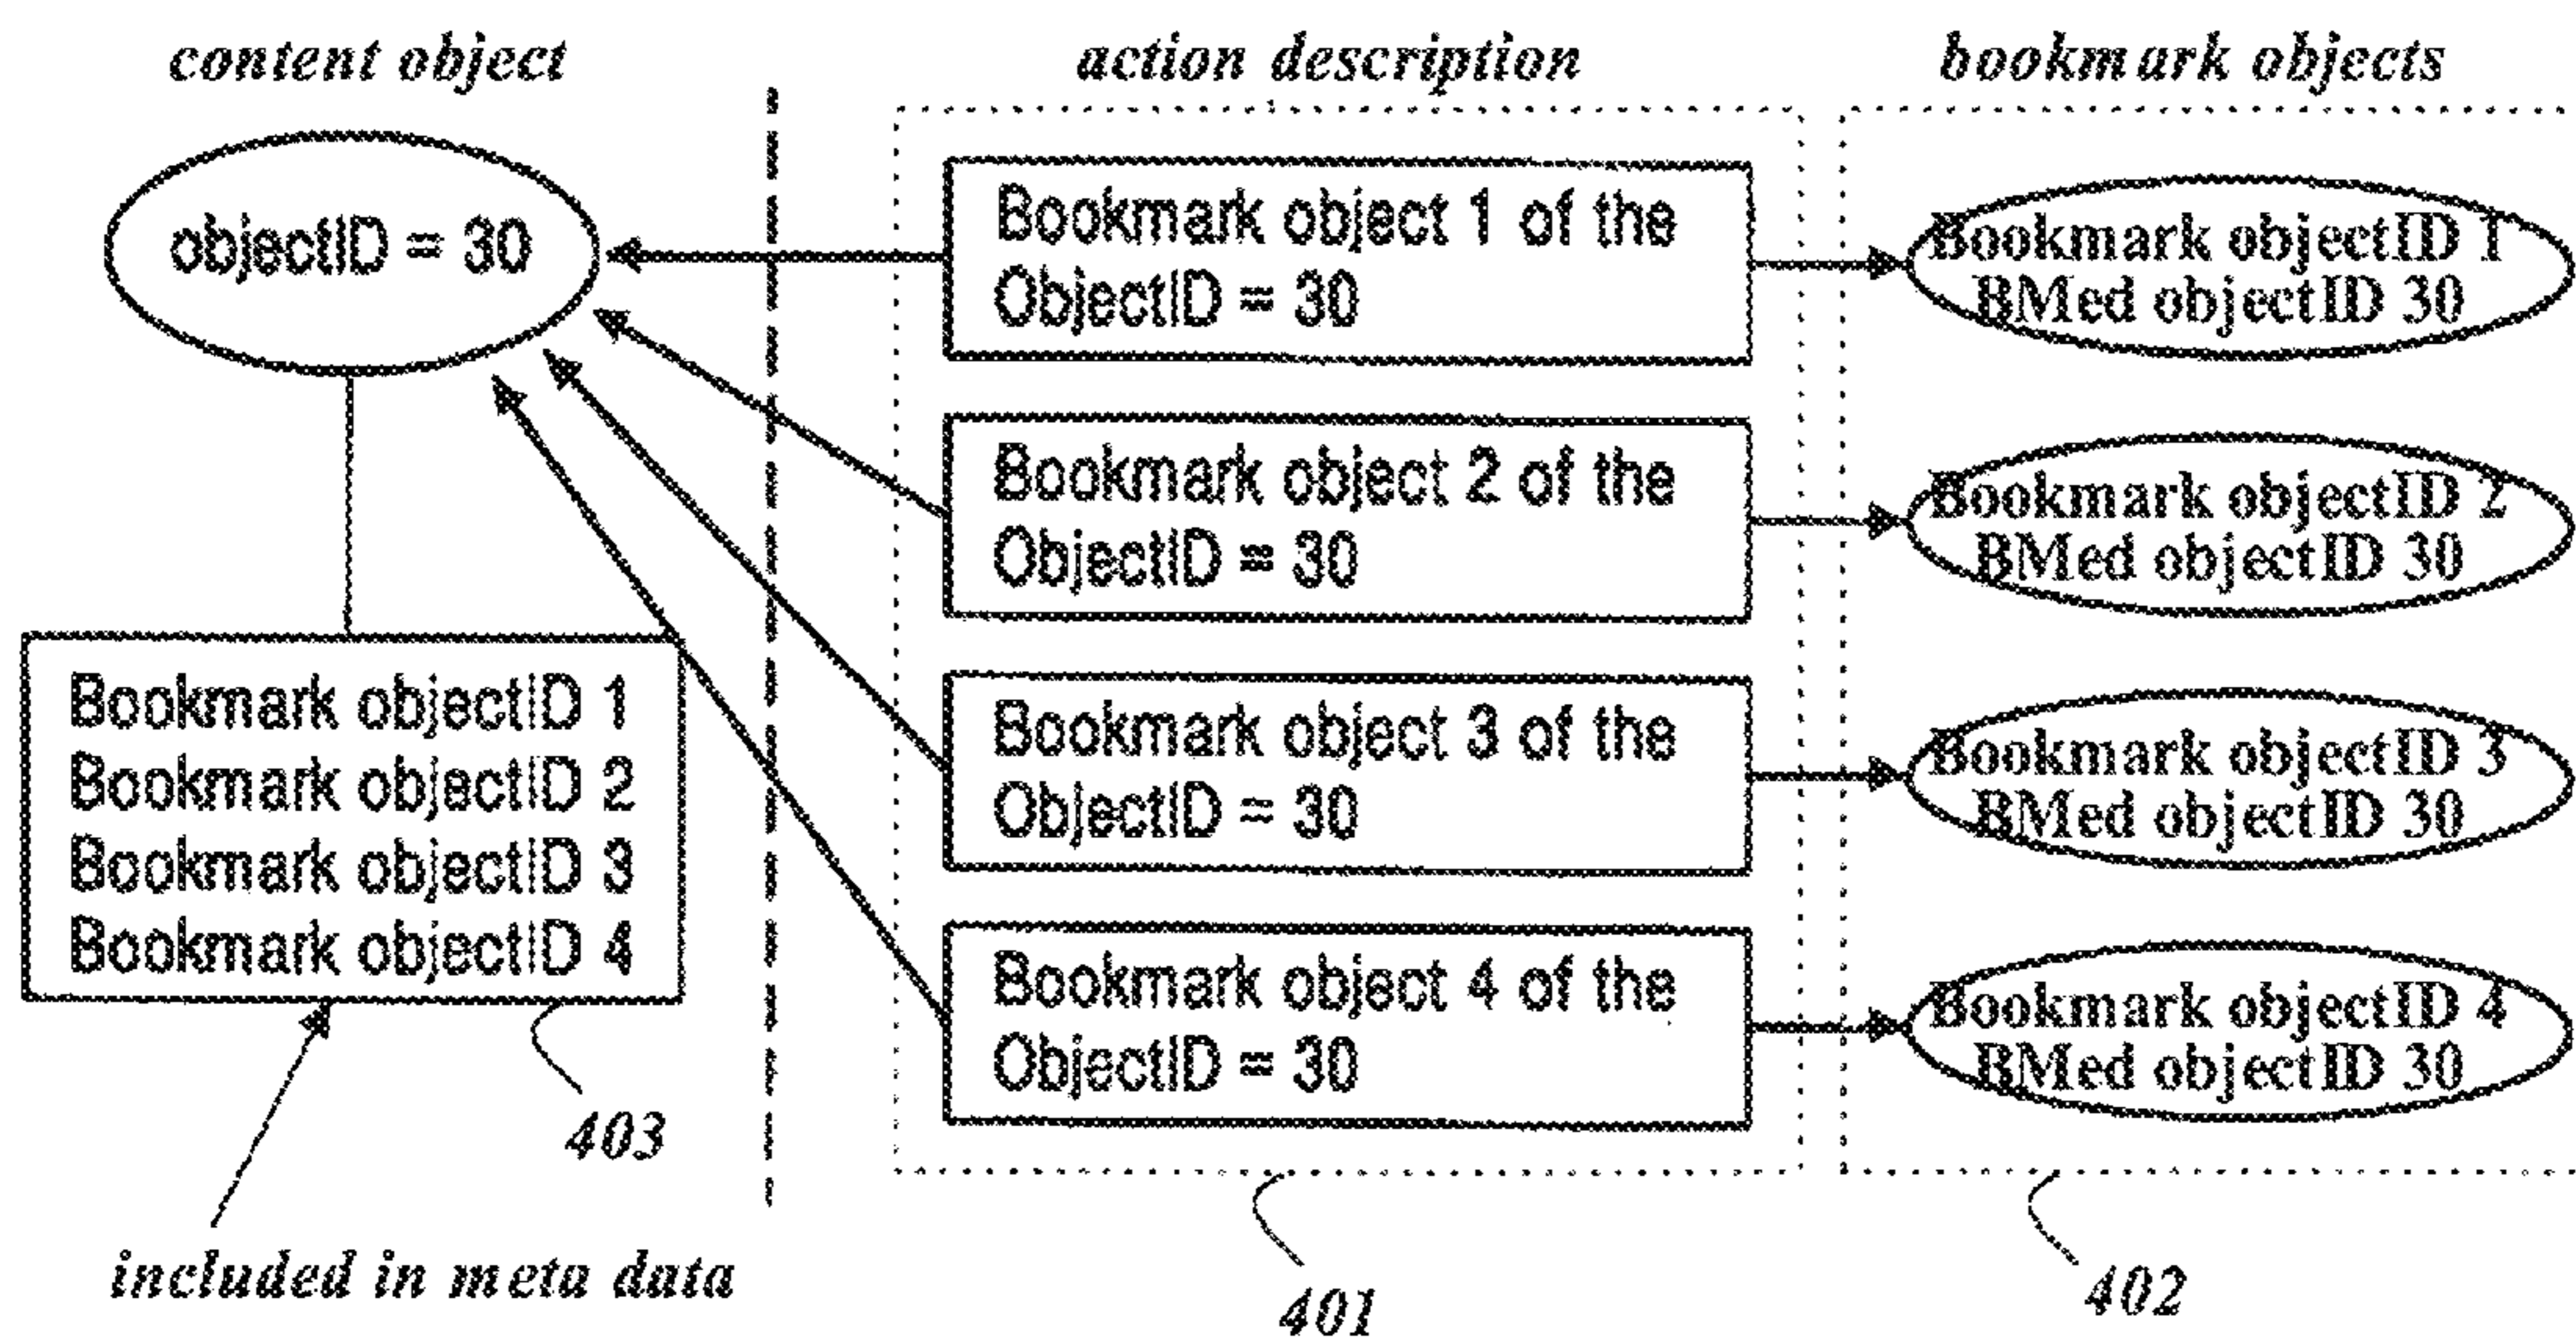 content object
action description
bookmark objects
objectID = 30
Bookmark object 1 of the
ObjectID = 30
Bookmark objectID 1
BMed objectID 30
Bookmark object 2 of the
ObjectID = 30
Bookmark objectID 2
BMed objectID 30
Bookmark objectID 1
Bookmark objectID 2
Bookmark objectID 3
Bookmark objectID 4
Bookmark object 3 of the
ObjectID = 30
Bookmark objectID 3
BMed objectID 30
Bookmark object 4 of the
ObjectID = 30
Bookmark objectID 4
BMed objectID 30
403
included in meta data
401
402